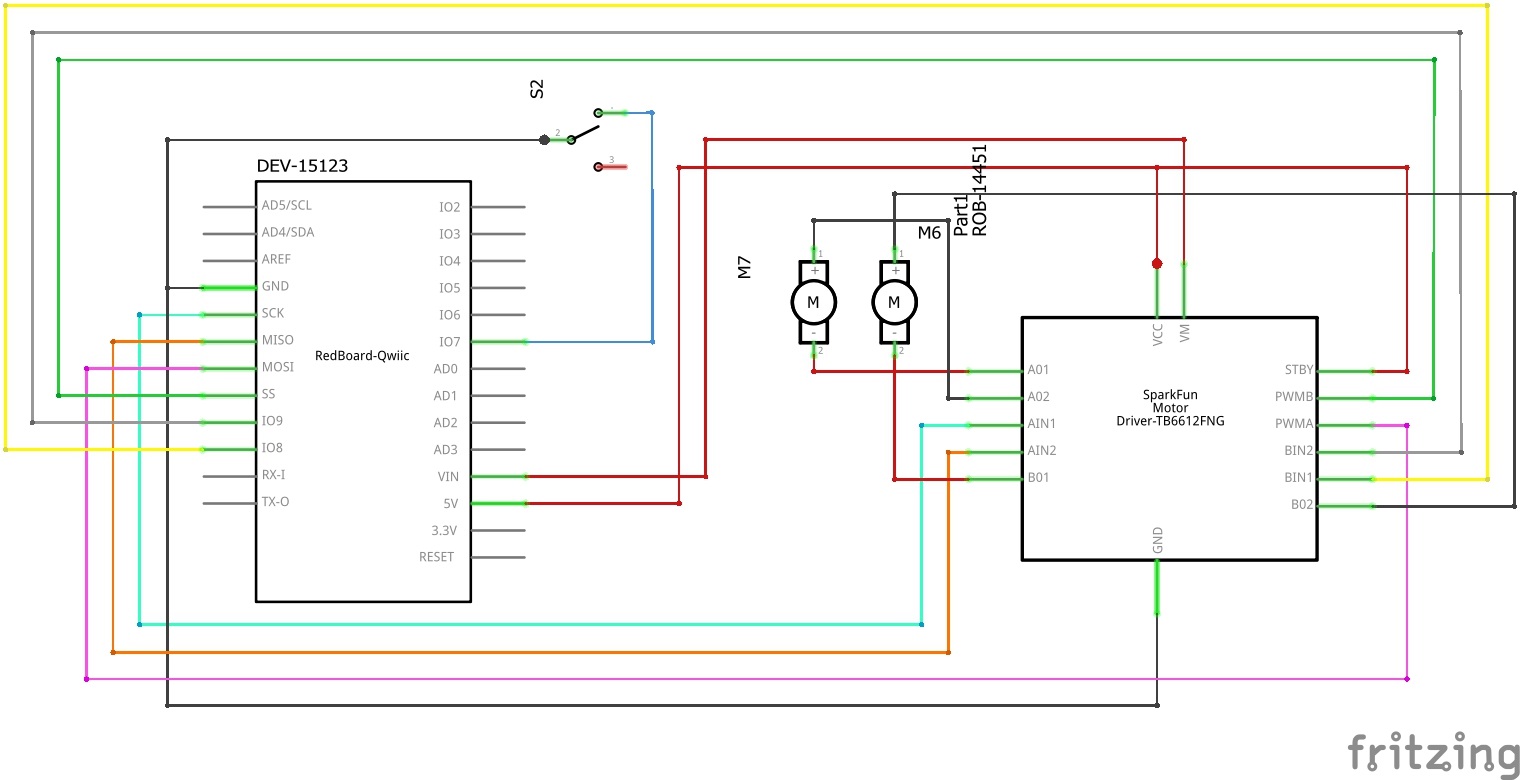 S2
1
2
3
DEV-15123
AD5/SCL
AD4/SDA
AREF
GND
SCK
MISO
MOSI
SS
IO9
IO8
RX-I
TX-O
RedBoard-Qwiic
IO2
IO3
IO4
IO5
IO6
IO7
AD0
AD1
AD2
AD3
VIN
5V
3.3V
RESET
M7
1
+
M
-
2
M6
1
+
M
-
2
Part1
ROB-14451
VCC
VM
A01
A02
AIN1
AIN2
B01
SparkFun
Motor
Driver-TB6612FNG
STBY
PWMB
PWMA
BIN2
BIN1
B02
GND
fritzing